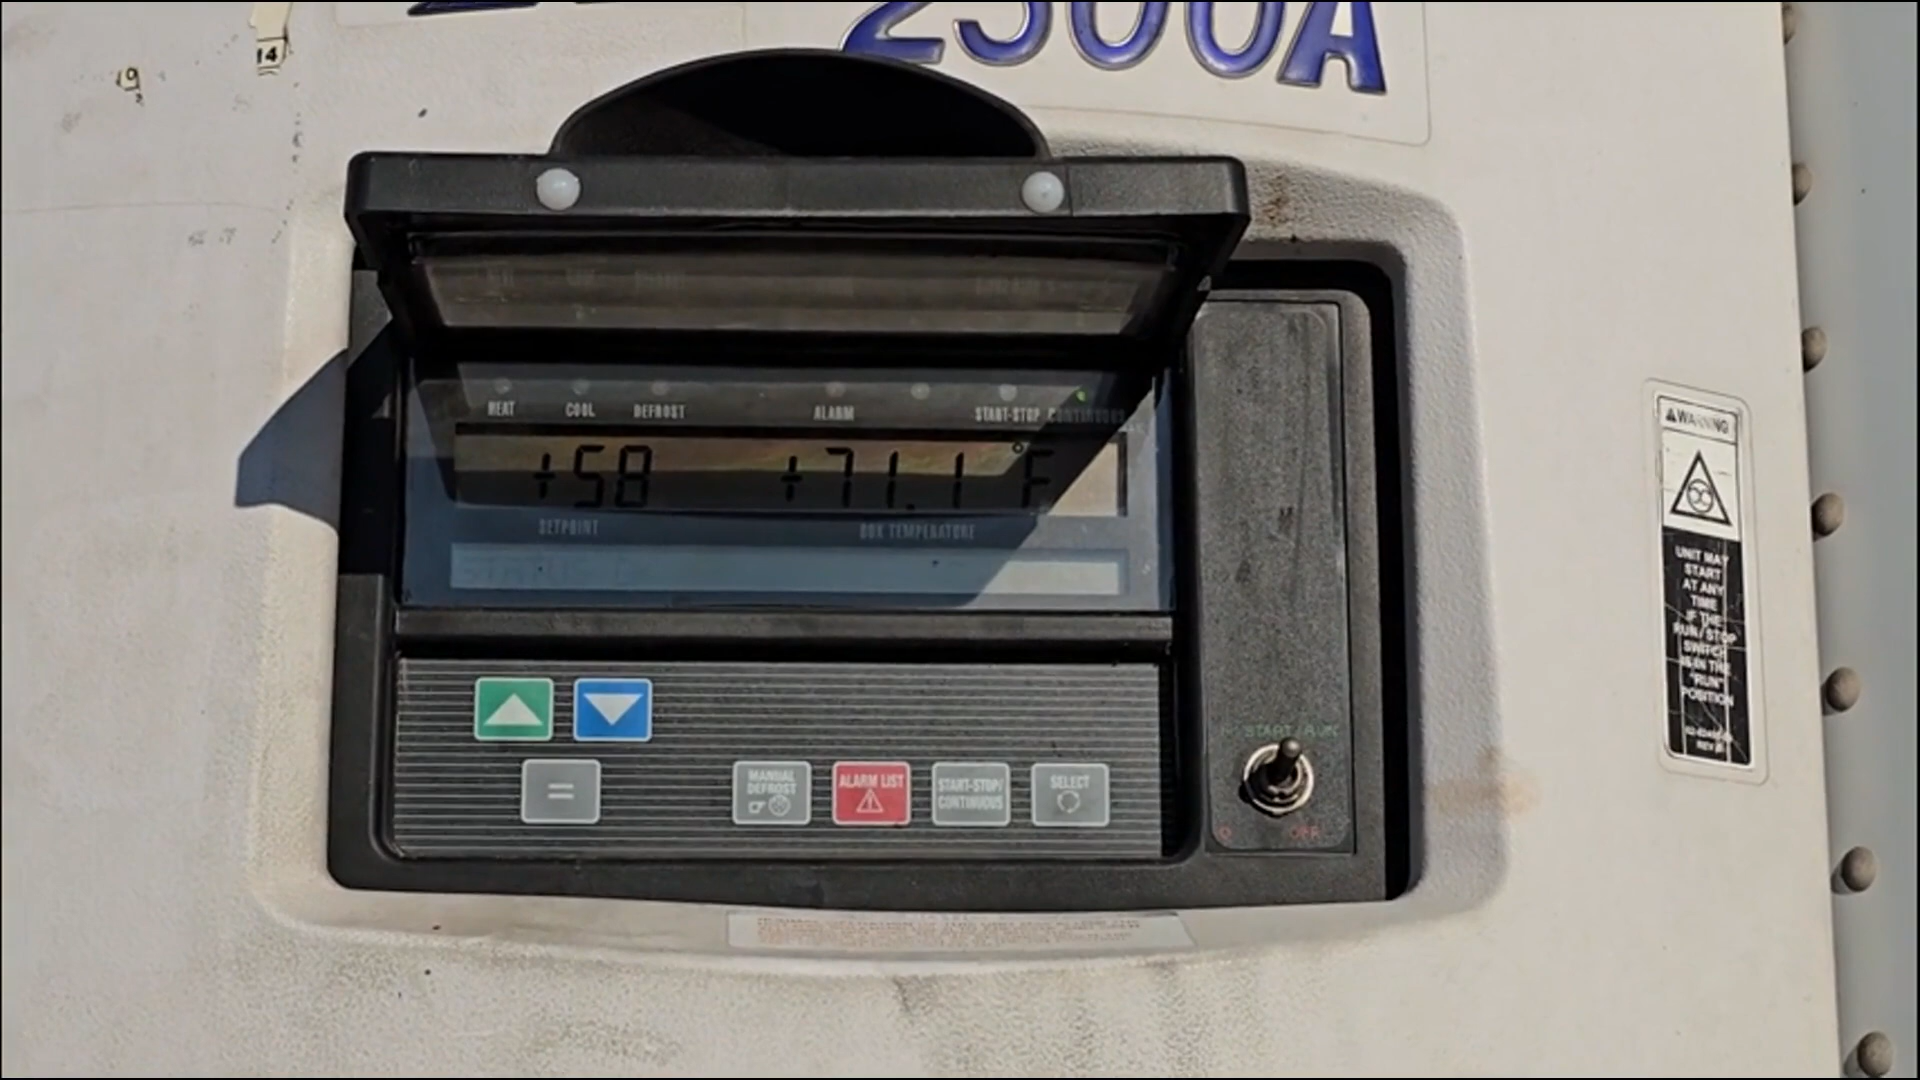 2500A
14
HEAT COOL DEFROST ALARM START-STOP CONTINUOUS
+58 +71.1°F
SETPOINT BOX TEMPERATURE
MANUAL DEFROST
ALARM LIST
START-STOP/
CONTINUOUS
SELECT
=
START/RUN
O OFF
WARNING
UNIT MAY
START
AT ANY
TIME
IF THE
RUN/STOP
SWITCH
IS IN THE
"RUN"
POSITION